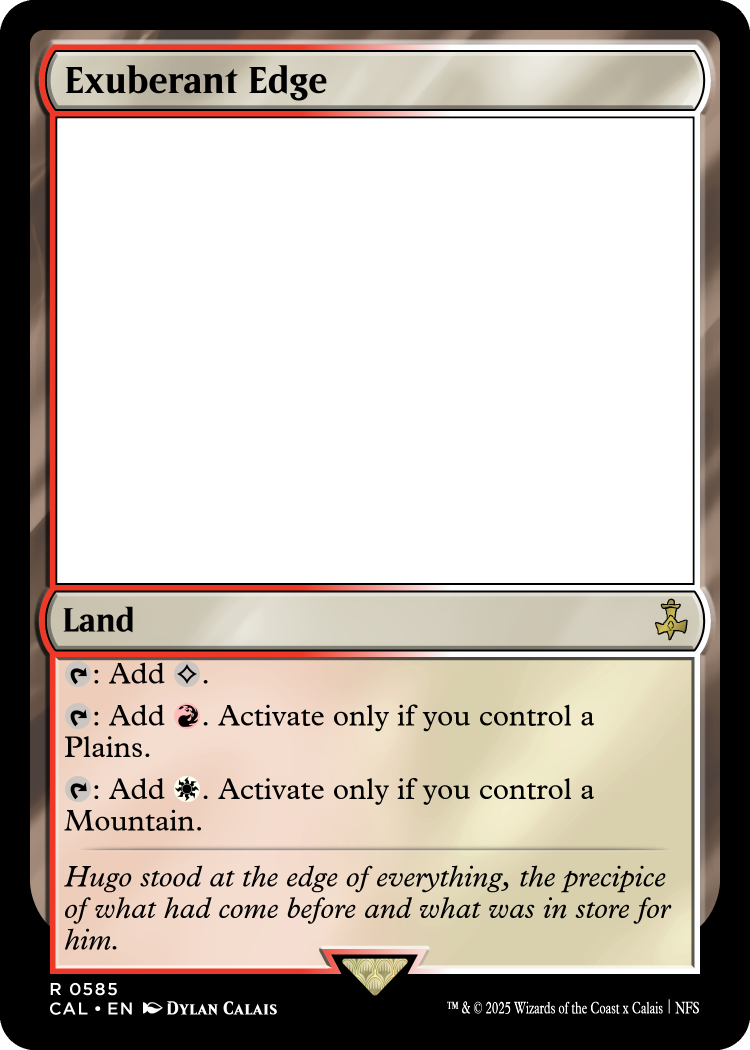 Exuberant Edge
Land
: Add .
: Add . Activate only if you control a
Plains.
: Add . Activate only if you control a
Mountain.
Hugo stood at the edge of everything, the precipice
of what had come before and what was in store for
him.
R 0585
CAL • EN DYLAN CALAIS
™ & © 2025 Wizards of the Coast x Calais | NFS